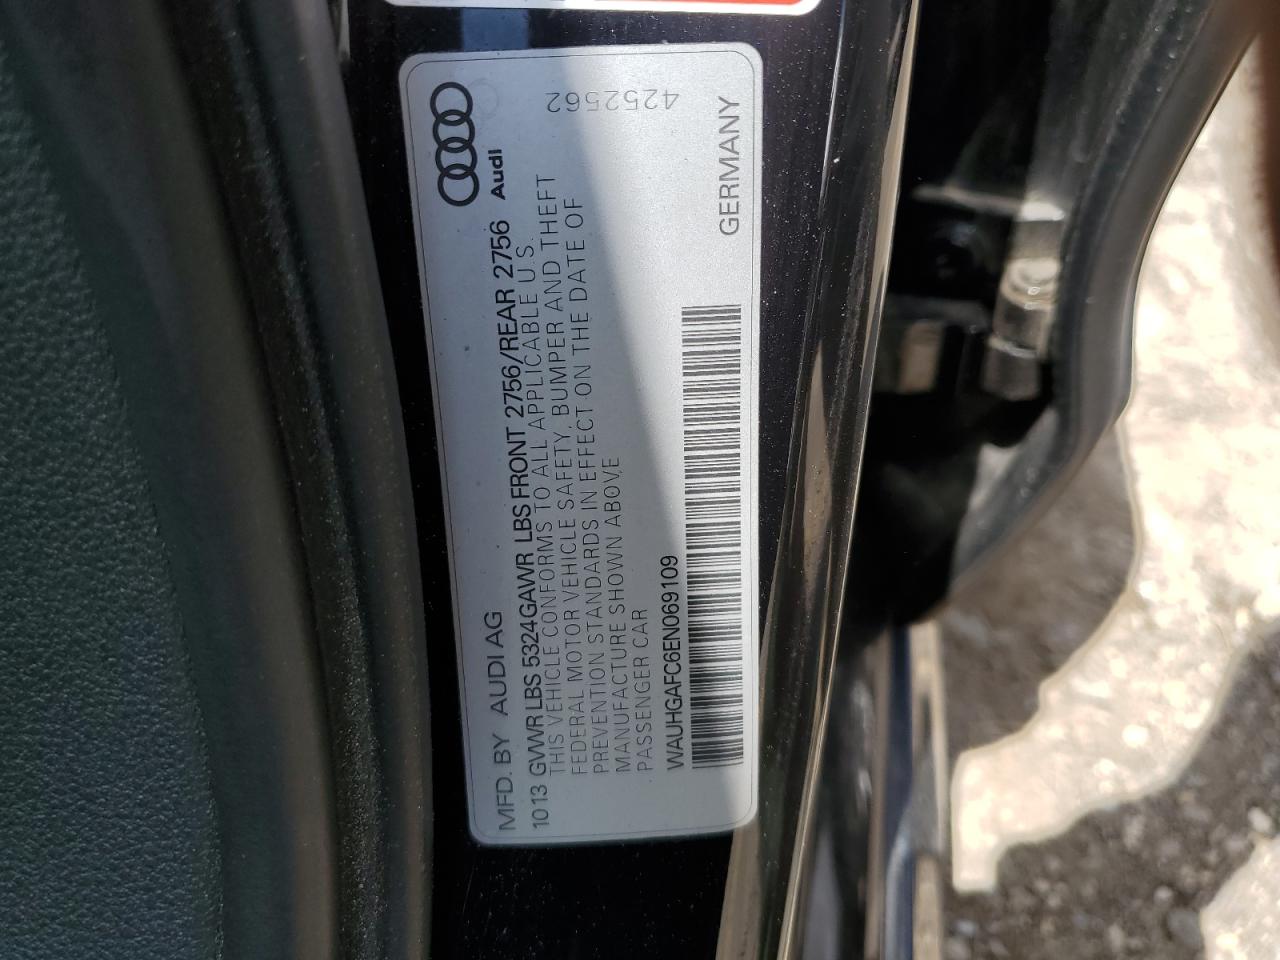 MFD. BY AUDI AG
1013 GVWR LBS 5324GAWR LBS FRONT 2756/REAR 2756
Audi
THIS VEHICLE CONFORMS TO ALL APPLICABLE U.S.
FEDERAL MOTOR VEHICLE SAFETY, BUMPER AND THEFT
PREVENTION STANDARDS IN EFFECT ON THE DATE OF
MANUFACTURE SHOWN ABOVE
PASSENGER CAR
WAUHGAFC6EN069109
GERMANY
4252562